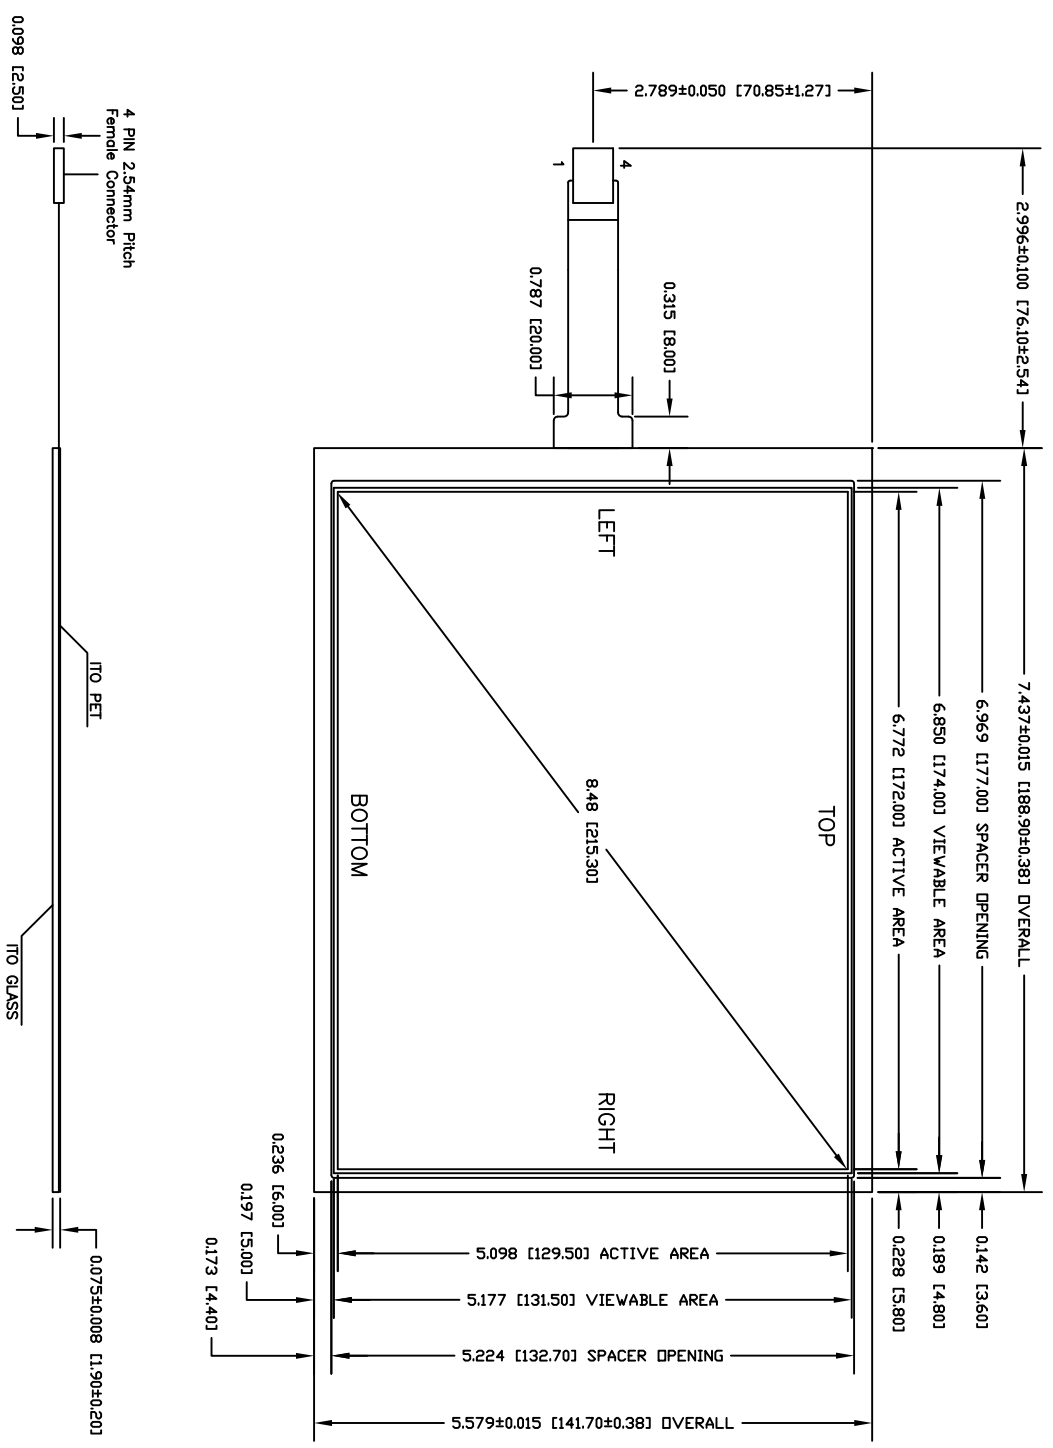 2.789±0.050 [70.85±1.27]
0.098 [2.50]
4 PIN 2.54mm Pitch
Female Connector
1
4
2.996±0.100 [76.10±2.54]
0.787 [20.00]
0.315 [8.00]
LEFT
TOP
BOTTOM
RIGHT
8.48 [215.30]
6.772 [172.00] ACTIVE AREA
6.850 [174.00] VIEWABLE AREA
6.969 [177.00] SPACER OPENING
7.437±0.015 [188.90±0.38] OVERALL
ITO PET
ITO GLASS
0.236 [6.00]
0.197 [5.00]
0.173 [4.40]
0.228 [5.80]
0.189 [4.80]
0.142 [3.60]
5.098 [129.50] ACTIVE AREA
5.177 [131.50] VIEWABLE AREA
5.224 [132.70] SPACER OPENING
5.579±0.015 [141.70±0.38] OVERALL
0.075±0.008 [1.90±0.20]